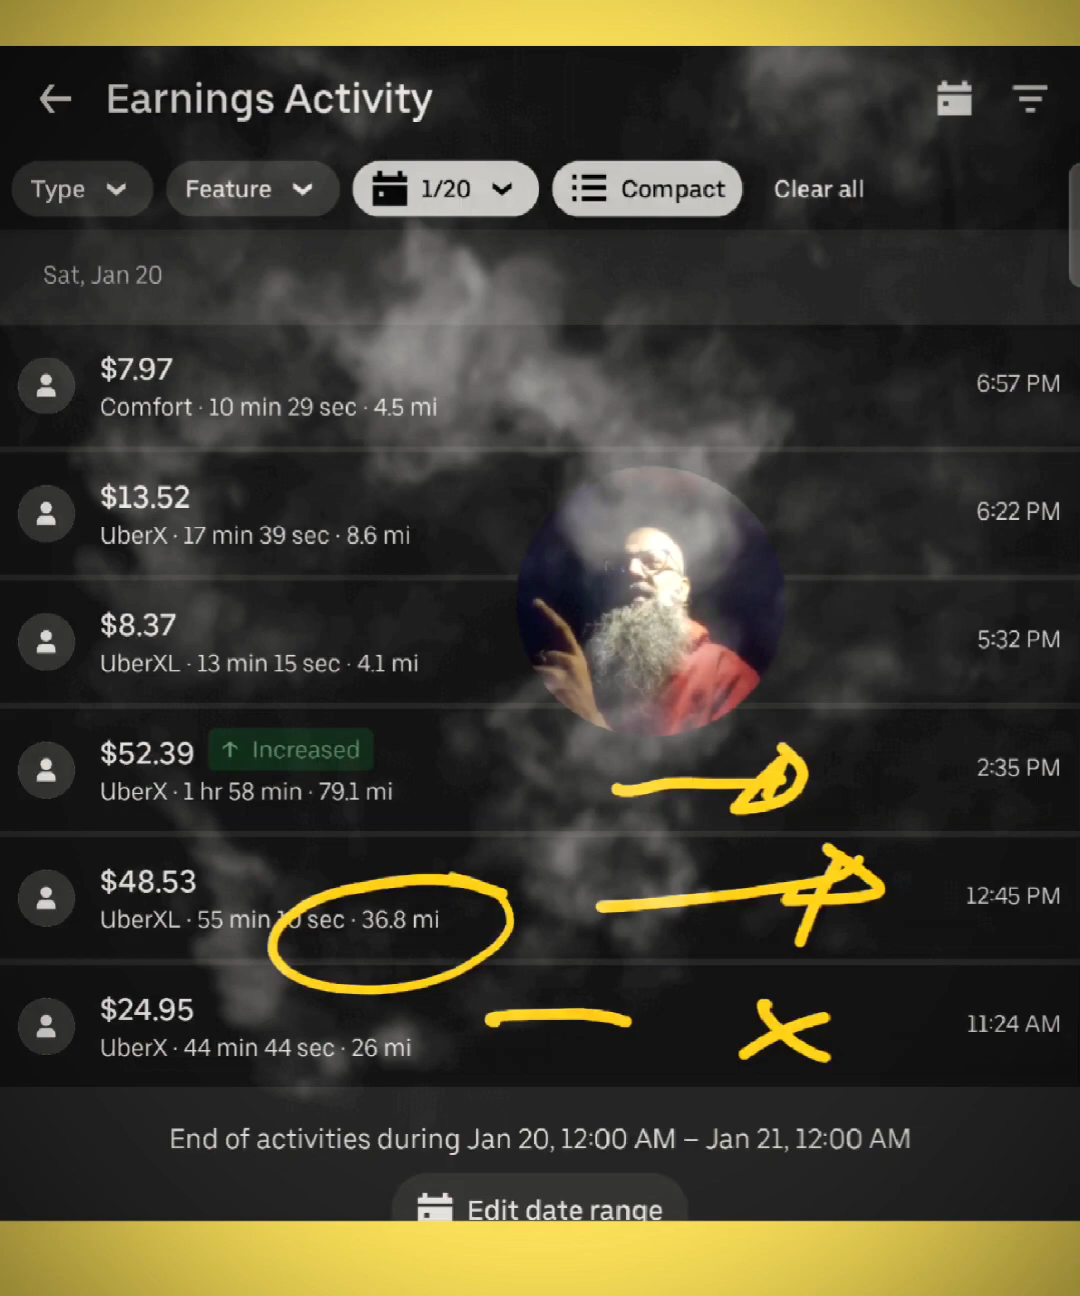 Earnings Activity
Type Feature 1/20 Compact Clear all
Sat, Jan 20
$7.97
Comfort · 10 min 29 sec · 4.5 mi
6:57 PM
$13.52
UberX · 17 min 39 sec · 8.6 mi
6:22 PM
$8.37
UberXL · 13 min 15 sec · 4.1 mi
5:32 PM
$52.39 ↑ Increased
UberX · 1 hr 58 min · 79.1 mi
2:35 PM
$48.53
UberXL · 55 min 10 sec · 36.8 mi
12:45 PM
$24.95
UberX · 44 min 44 sec · 26 mi
11:24 AM
End of activities during Jan 20, 12:00 AM – Jan 21, 12:00 AM
Edit date range